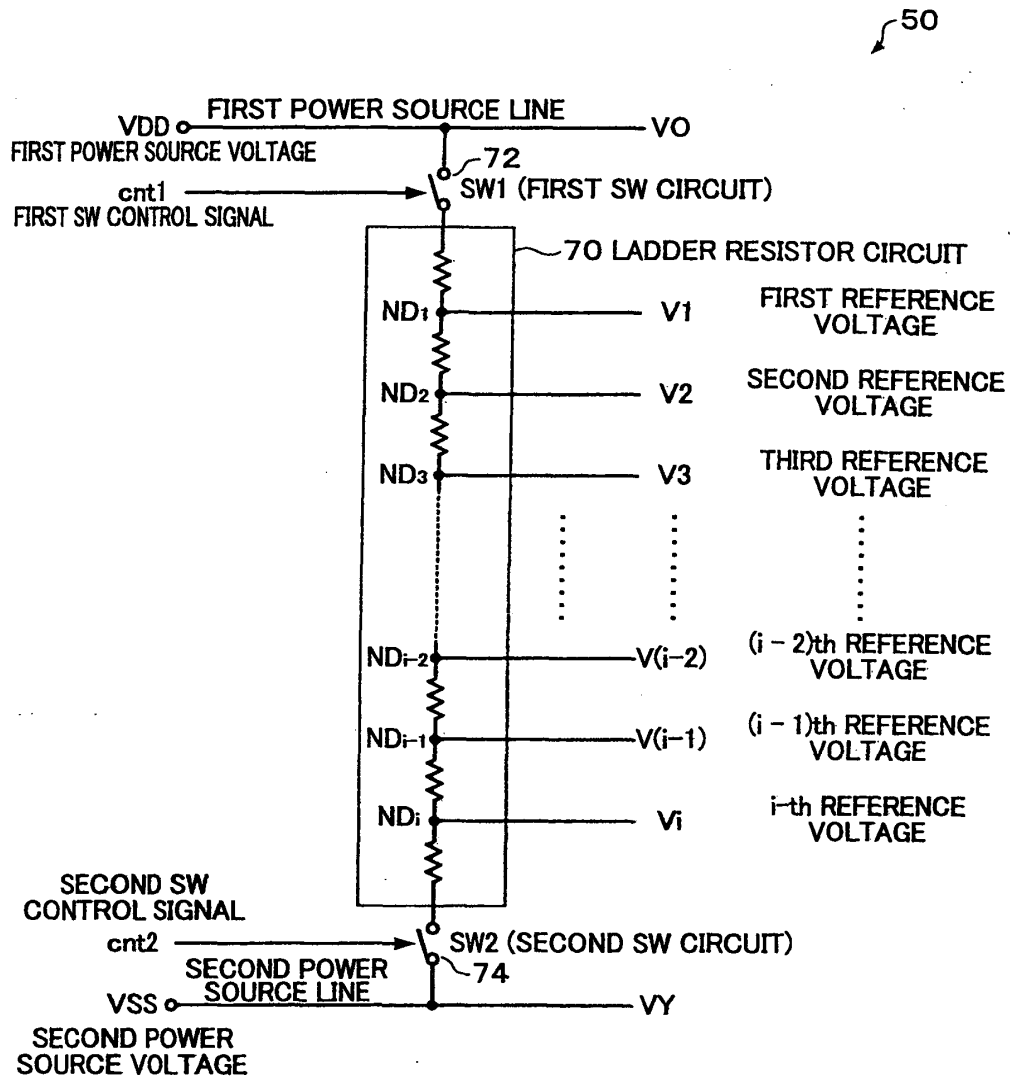 50
FIRST POWER SOURCE LINE
VDD
VO
FIRST POWER SOURCE VOLTAGE
72
cnt1
SW1 (FIRST SW CIRCUIT)
FIRST SW CONTROL SIGNAL
70 LADDER RESISTOR CIRCUIT
ND1
V1
FIRST REFERENCE
VOLTAGE
ND2
V2
SECOND REFERENCE
VOLTAGE
ND3
V3
THIRD REFERENCE
VOLTAGE
NDi-2
V(i-2)
(i - 2)th REFERENCE
VOLTAGE
NDi-1
V(i-1)
(i - 1)th REFERENCE
VOLTAGE
NDi
Vi
i-th REFERENCE
VOLTAGE
SECOND SW
CONTROL SIGNAL
cnt2
SW2 (SECOND SW CIRCUIT)
74
SECOND POWER
SOURCE LINE
VSS
VY
SECOND POWER
SOURCE VOLTAGE